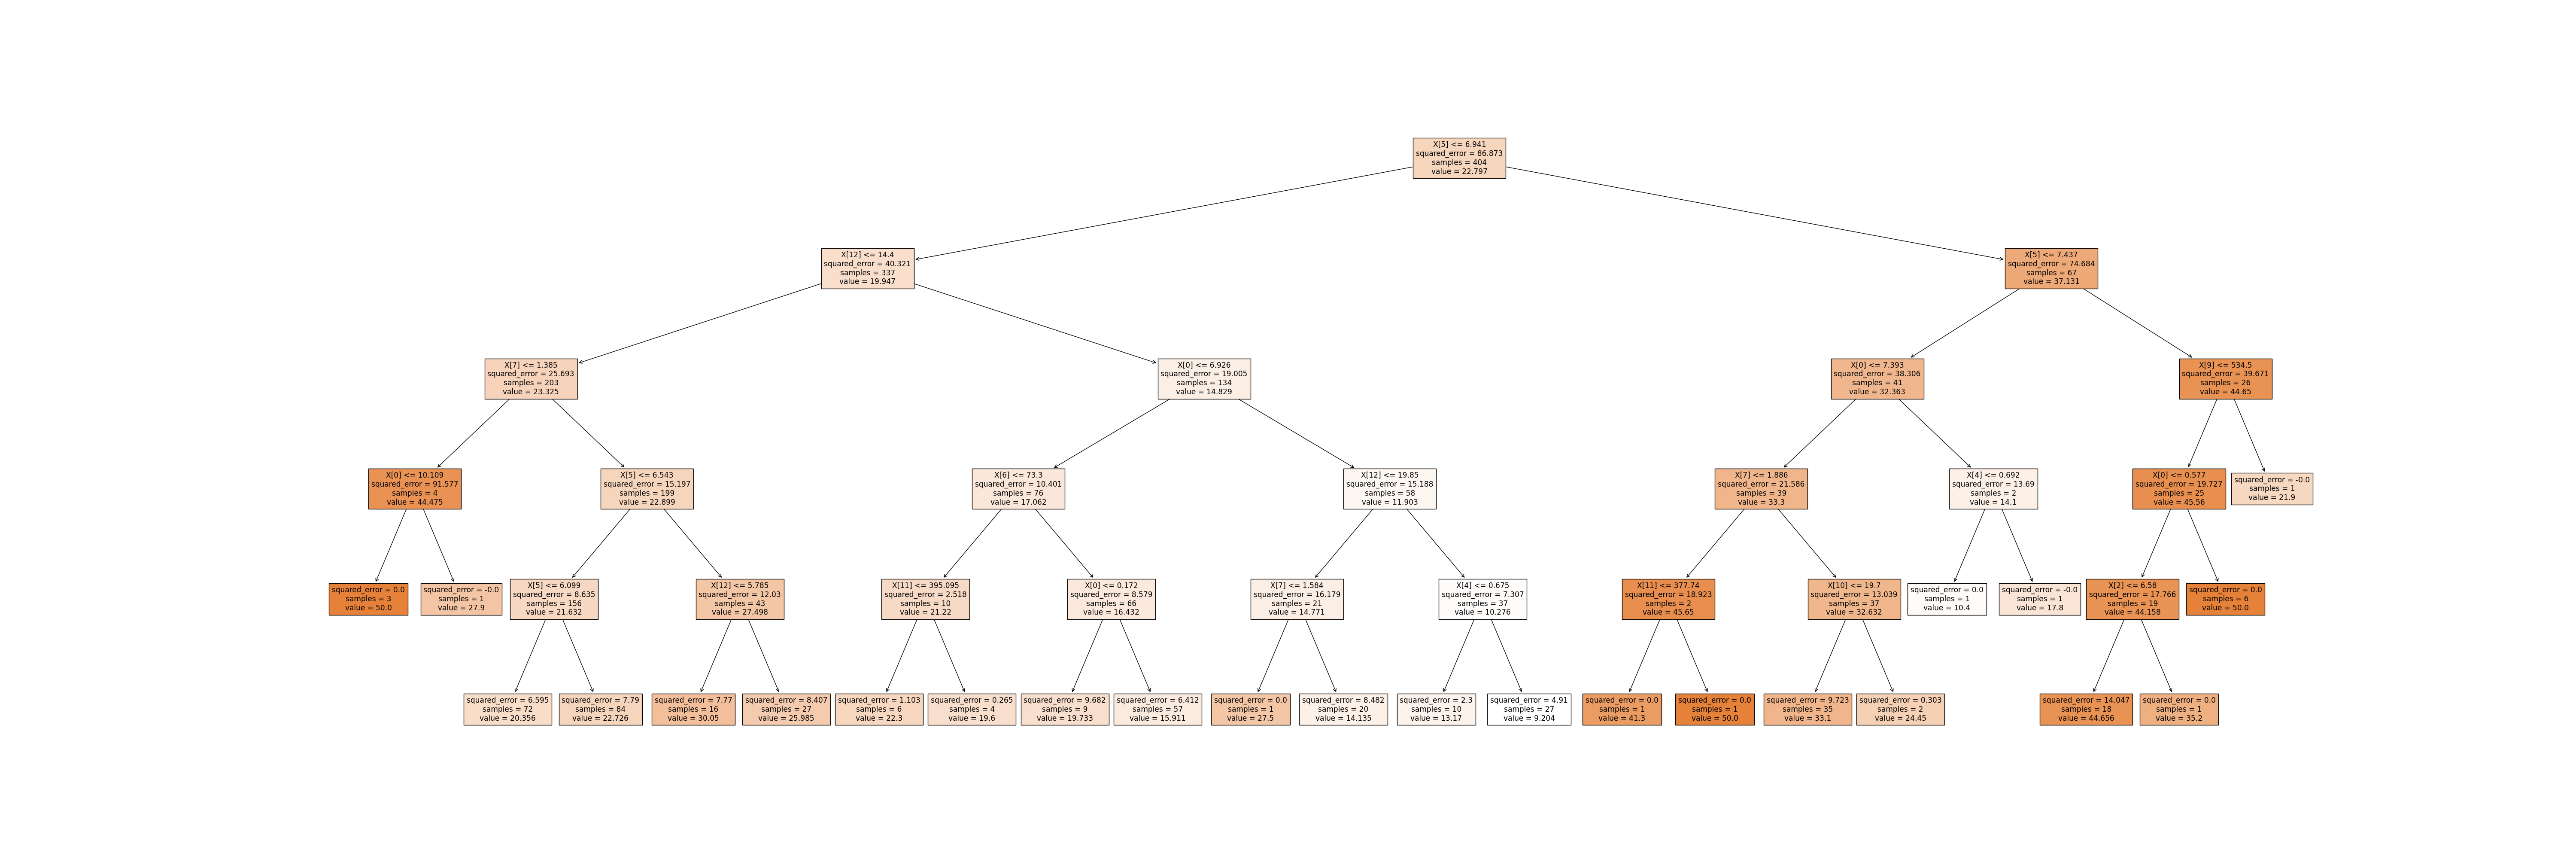 X[5] <= 6.941
squared_error = 86.873
samples = 404
value = 22.797
X[12] <= 14.4
squared_error = 40.321
samples = 337
value = 19.947
X[5] <= 7.437
squared_error = 74.684
samples = 67
value = 37.131
X[7] <= 1.385
squared_error = 25.693
samples = 203
value = 23.325
X[0] <= 6.926
squared_error = 19.005
samples = 134
value = 14.829
X[0] <= 7.393
squared_error = 38.306
samples = 41
value = 32.363
X[9] <= 534.5
squared_error = 39.671
samples = 26
value = 44.65
X[0] <= 10.109
squared_error = 91.577
samples = 4
value = 44.475
X[5] <= 6.543
squared_error = 15.197
samples = 199
value = 22.899
X[6] <= 73.3
squared_error = 10.401
samples = 76
value = 17.062
X[12] <= 19.85
squared_error = 15.188
samples = 58
value = 11.903
X[7] <= 1.886
squared_error = 21.586
samples = 39
value = 33.3
X[4] <= 0.692
squared_error = 13.69
samples = 2
value = 14.1
X[0] <= 0.577
squared_error = 19.727
samples = 25
value = 45.56
squared_error = -0.0
samples = 1
value = 21.9
squared_error = 0.0
samples = 3
value = 50.0
squared_error = -0.0
samples = 1
value = 27.9
X[5] <= 6.099
squared_error = 8.635
samples = 156
value = 21.632
X[12] <= 5.785
squared_error = 12.03
samples = 43
value = 27.498
X[11] <= 395.095
squared_error = 2.518
samples = 10
value = 21.22
X[0] <= 0.172
squared_error = 8.579
samples = 66
value = 16.432
X[7] <= 1.584
squared_error = 16.179
samples = 21
value = 14.771
X[4] <= 0.675
squared_error = 7.307
samples = 37
value = 10.276
X[11] <= 377.74
squared_error = 18.923
samples = 2
value = 45.65
X[10] <= 19.7
squared_error = 13.039
samples = 37
value = 32.632
squared_error = 0.0
samples = 1
value = 10.4
squared_error = -0.0
samples = 1
value = 17.8
X[2] <= 6.58
squared_error = 17.766
samples = 19
value = 44.158
squared_error = 0.0
samples = 6
value = 50.0
squared_error = 6.595
samples = 72
value = 20.356
squared_error = 7.79
samples = 84
value = 22.726
squared_error = 7.77
samples = 16
value = 30.05
squared_error = 8.407
samples = 27
value = 25.985
squared_error = 1.103
samples = 6
value = 22.3
squared_error = 0.265
samples = 4
value = 19.6
squared_error = 9.682
samples = 9
value = 19.733
squared_error = 6.412
samples = 57
value = 15.911
squared_error = 0.0
samples = 1
value = 27.5
squared_error = 8.482
samples = 20
value = 14.135
squared_error = 2.3
samples = 10
value = 13.17
squared_error = 4.91
samples = 27
value = 9.204
squared_error = 0.0
samples = 1
value = 41.3
squared_error = 0.0
samples = 1
value = 50.0
squared_error = 9.723
samples = 35
value = 33.1
squared_error = 0.303
samples = 2
value = 24.45
squared_error = 14.047
samples = 18
value = 44.656
squared_error = 0.0
samples = 1
value = 35.2